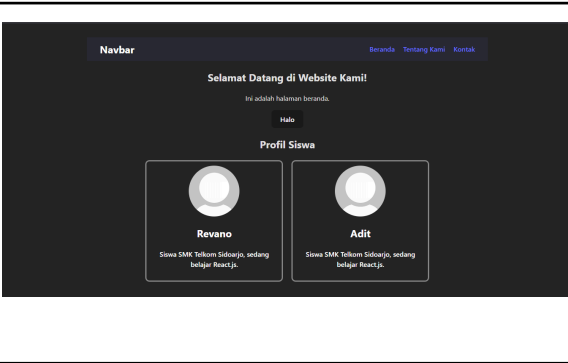 Navbar
Beranda Tentang Kami Kontak
Selamat Datang di Website Kami!
Ini adalah halaman beranda.
Halo
Profil Siswa
Revano
Siswa SMK Telkom Sidoarjo, sedang
belajar React.js.
Adit
Siswa SMK Telkom Sidoarjo, sedang
belajar React.js.